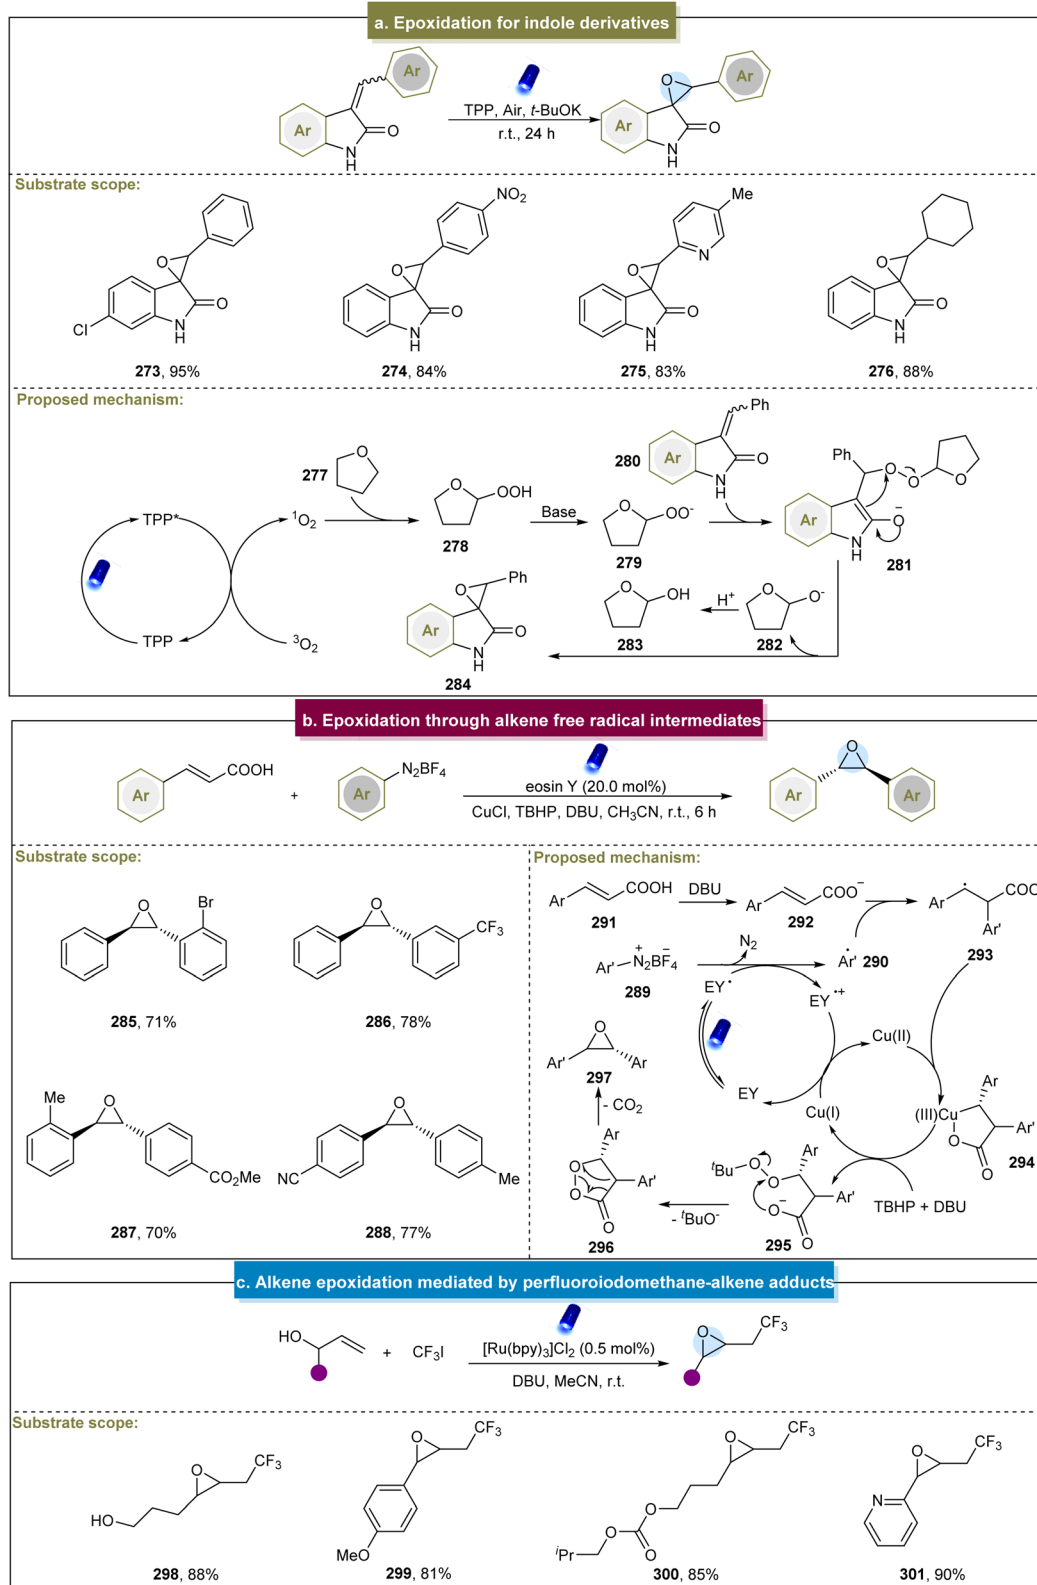 a. Epoxidation for indole derivatives
Ar
Ar
N
H
O
TPP, Air, t-BuOK
r.t., 24 h
O
Ar
Ar
N
H
O
Substrate scope:
O
Cl
N
H
O
273, 95%
NO2
O
N
H
O
274, 84%
Me
N
O
N
H
O
275, 83%
O
N
H
O
276, 88%
Proposed mechanism:
TPP*
TPP
1O2
3O2
277
O
O
OOH
278
Base
O
OO-
279
280
Ph
Ar
N
H
O
Ph
O
O
O
Ar
N
H
O-
281
O
O-
282
H+
O
OH
283
O
Ph
Ar
N
H
O
284
b. Epoxidation through alkene free radical intermediates
Ar
COOH
+
Ar
N2BF4
eosin Y (20.0 mol%)
CuCl, TBHP, DBU, CH3CN, r.t., 6 h
O
Ar
Ar
Substrate scope:
O
Br
285, 71%
O
CF3
286, 78%
Me
O
CO2Me
287, 70%
O
NC
Me
288, 77%
Proposed mechanism:
Ar
COOH
291
DBU
Ar
COO-
292
Ar
COO
Ar'
293
Ar'
+
N2BF4
-
289
N2
Ar'
290
EY*
EY•+
EY
Cu(II)
Cu(I)
(III)Cu
O
O
Ar
Ar'
294
TBHP + DBU
tBuO
O
O-
O
Ar
Ar'
295
- tBuO-
O
O
O
Ar
Ar'
296
- CO2
O
Ar'
Ar
297
c. Alkene epoxidation mediated by perfluoroiodomethane-alkene adducts
HO
+
CF3I
[Ru(bpy)3]Cl2 (0.5 mol%)
DBU, MeCN, r.t.
O
CF3
Substrate scope:
HO
O
CF3
298, 88%
O
CF3
MeO
299, 81%
O
CF3
iPr
O
O
O
300, 85%
O
CF3
N
301, 90%